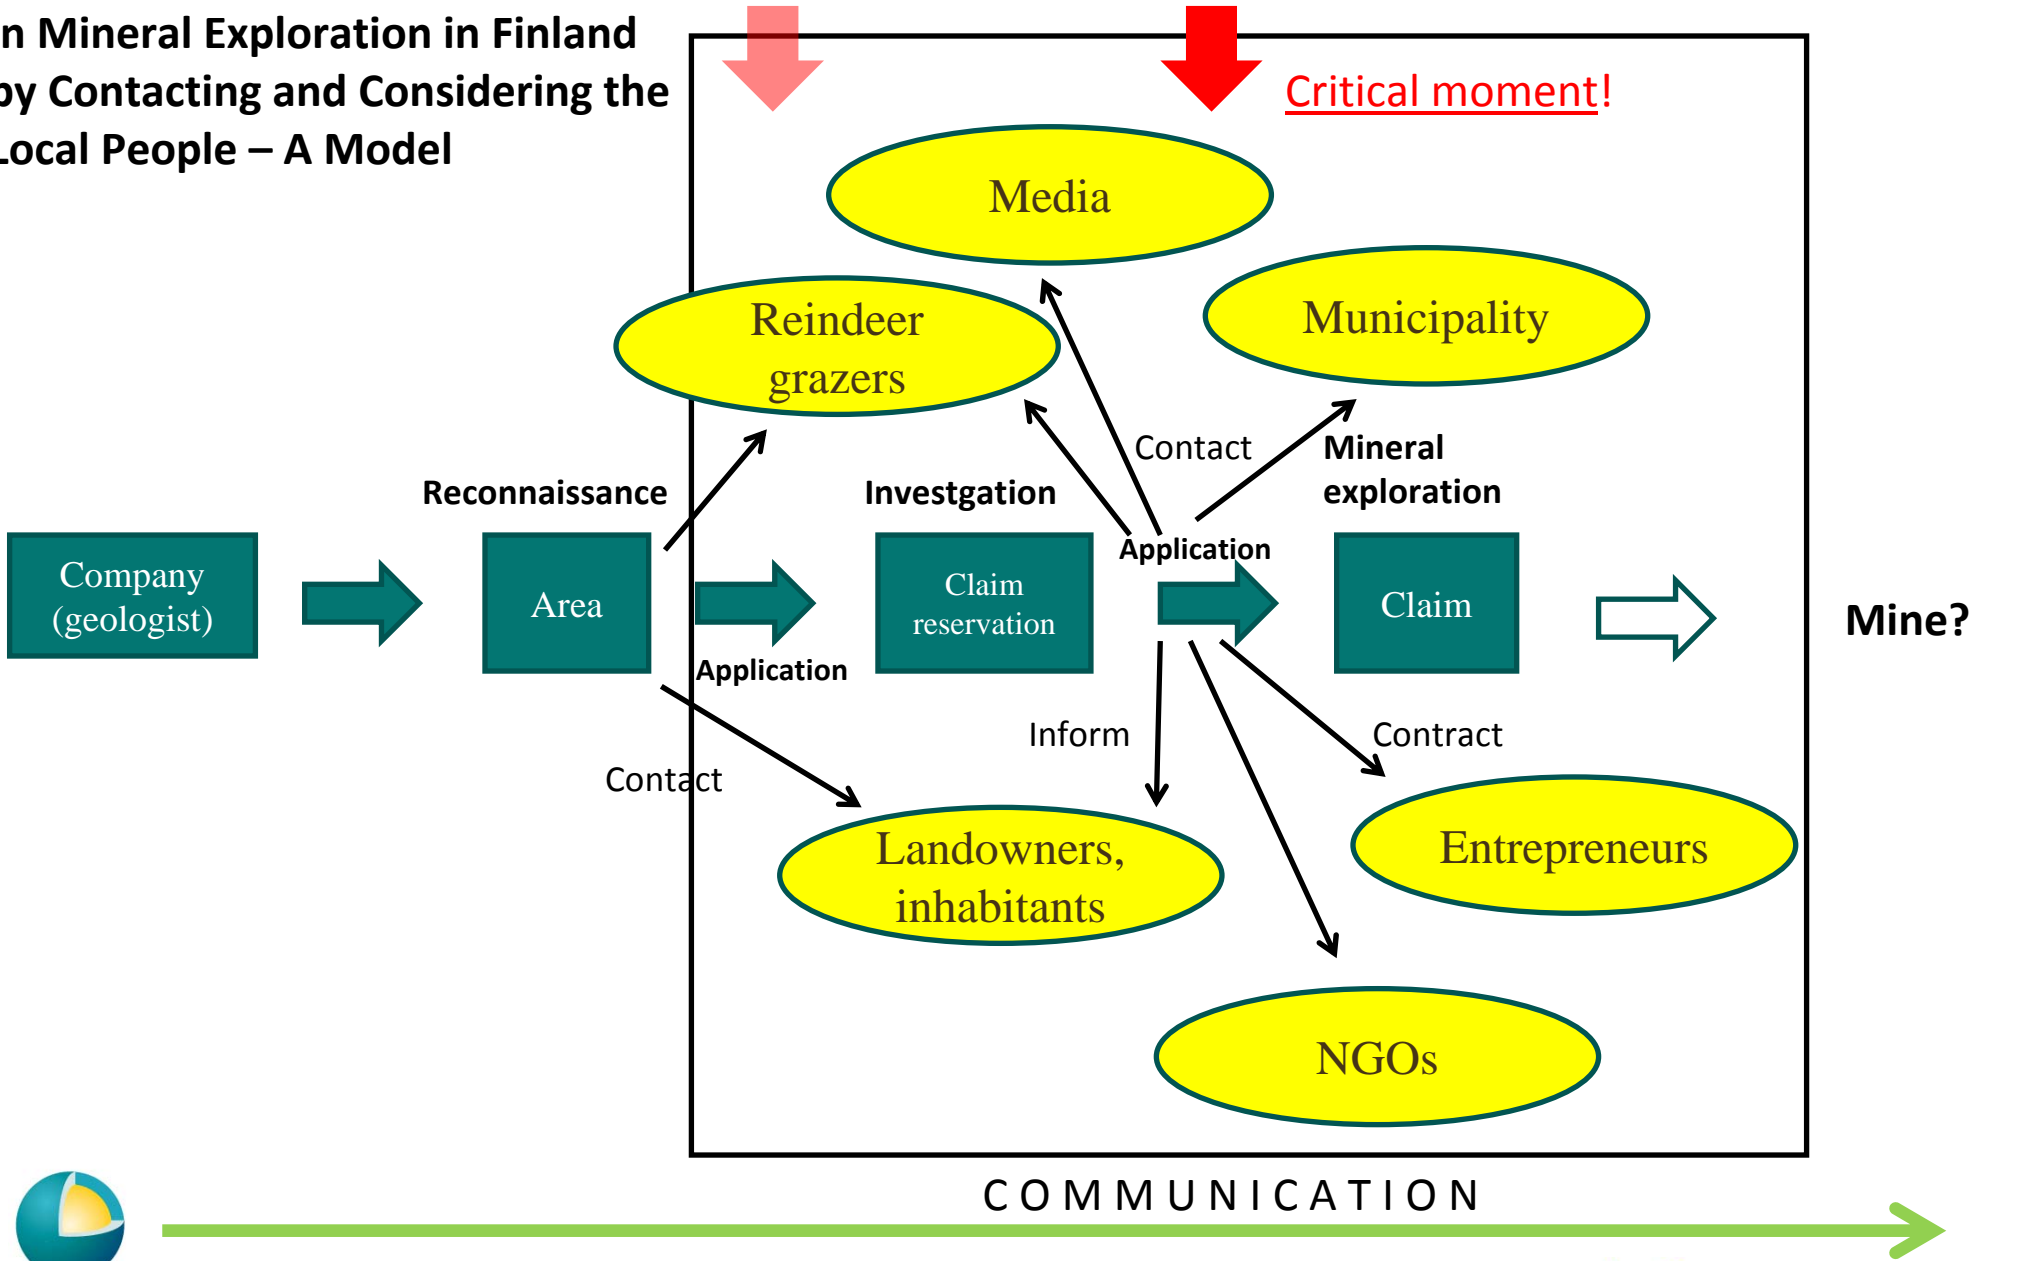 n Mineral Exploration in Finland
by Contacting and Considering the
Local People – A Model
Critical moment!
Media
Municipality
Reindeer
grazers
Contact
Mineral
exploration
Reconnaissance
Investgation
Application
Company
(geologist)
Area
Claim
reservation
Claim
Mine?
Application
Inform
Contract
Contact
Landowners,
inhabitants
Entrepreneurs
NGOs
COMMUNICATION